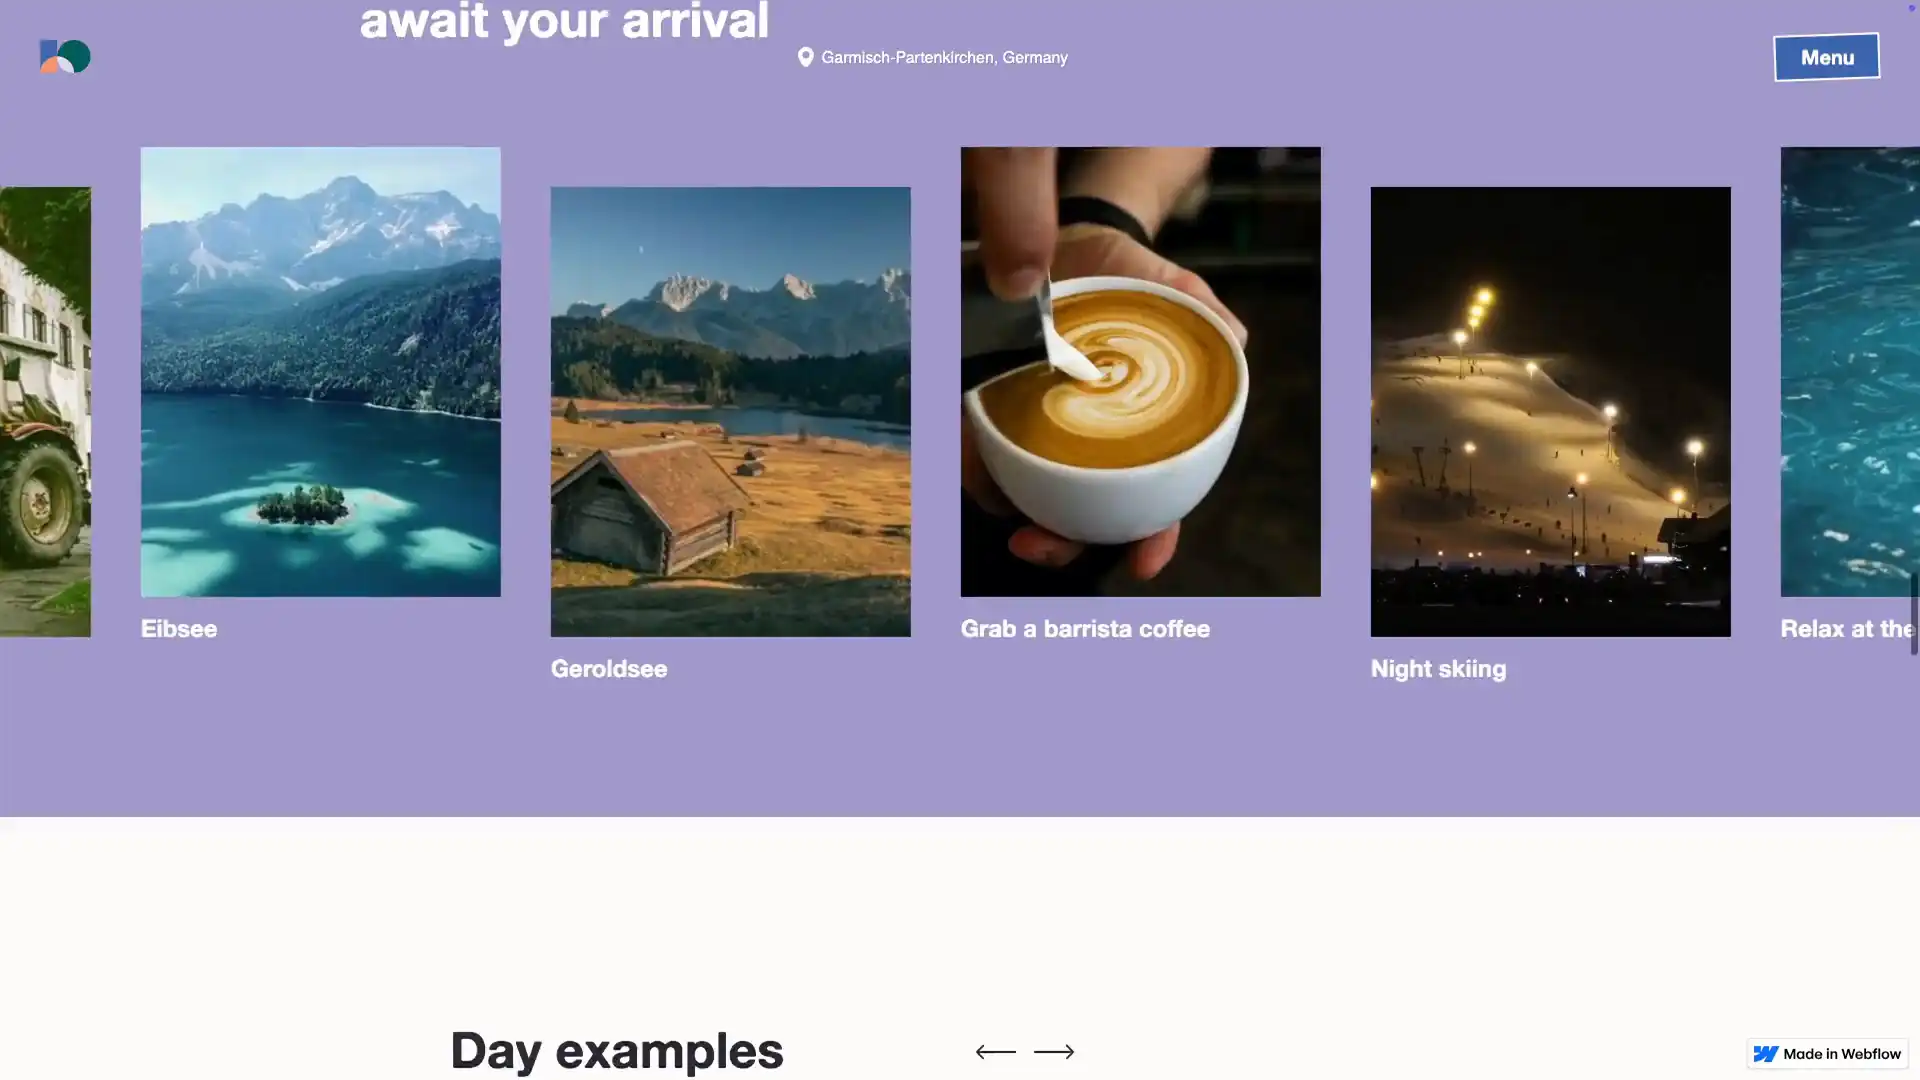 await your arrival
Garmisch-Partenkirchen, Germany
Menu
Eibsee
Geroldsee
Grab a barrista coffee
Night skiing
Relax at the
Day examples
Made in Webflow